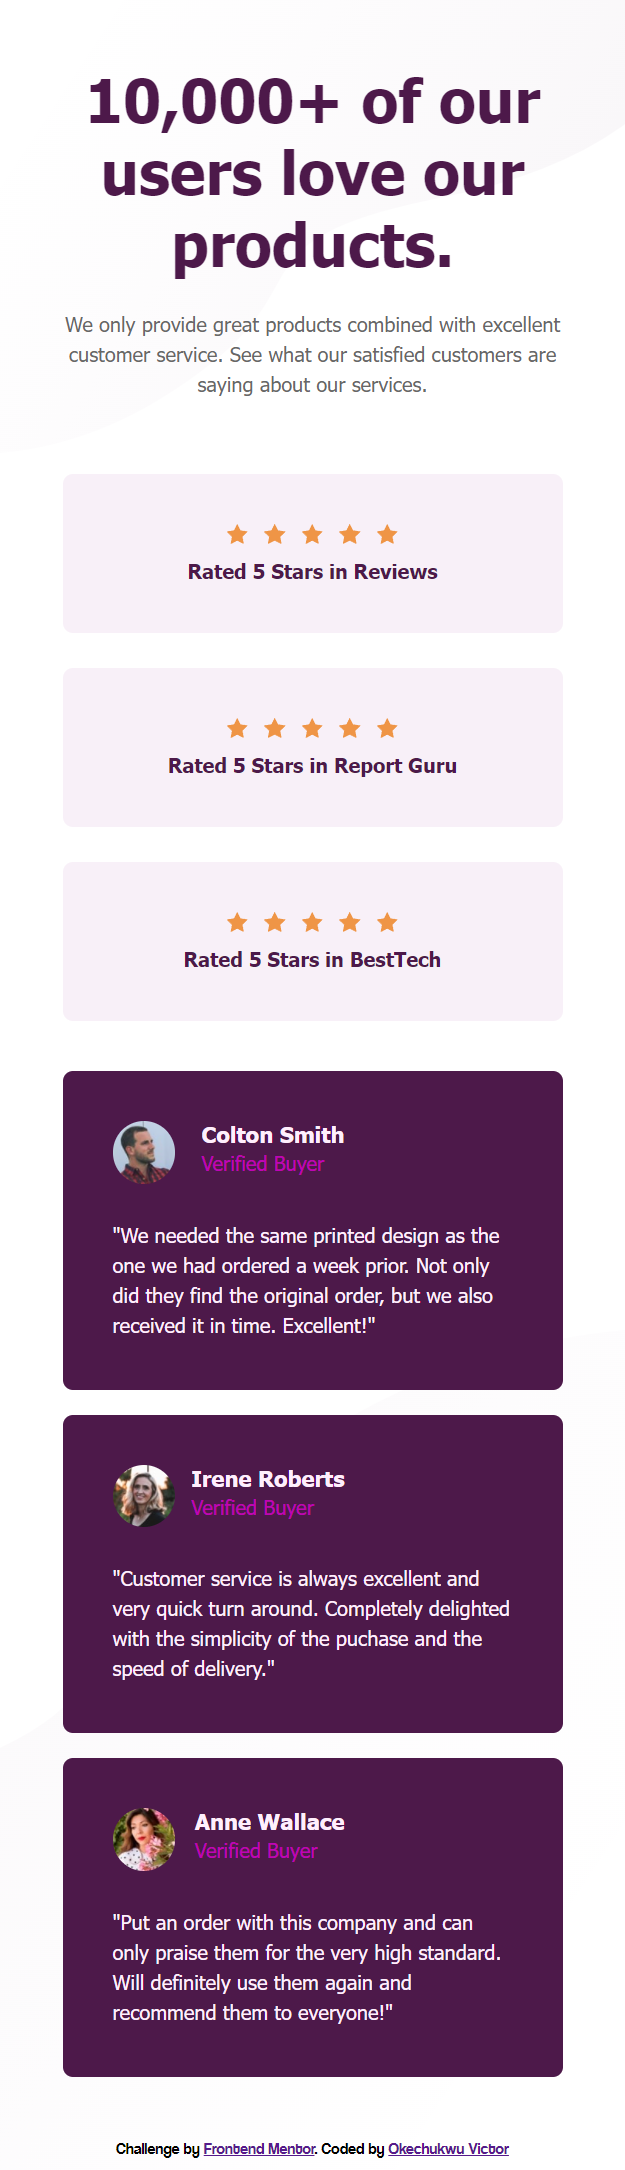 10,000+ of our
users love our
products.
We only provide great products combined with excellent
customer service. See what our satisfied customers are
saying about our services.
Rated 5 Stars in Reviews
Rated 5 Stars in Report Guru
Rated 5 Stars in BestTech
Colton Smith
Verified Buyer
"We needed the same printed design as the
one we had ordered a week prior. Not only
did they find the original order, but we also
received it in time. Excellent!"
Irene Roberts
Verified Buyer
"Customer service is always excellent and
very quick turn around. Completely delighted
with the simplicity of the puchase and the
speed of delivery."
Anne Wallace
Verified Buyer
"Put an order with this company and can
only praise them for the very high standard.
Will definitely use them again and
recommend them to everyone!"
Challenge by Frontend Mentor. Coded by Okechukwu Victor